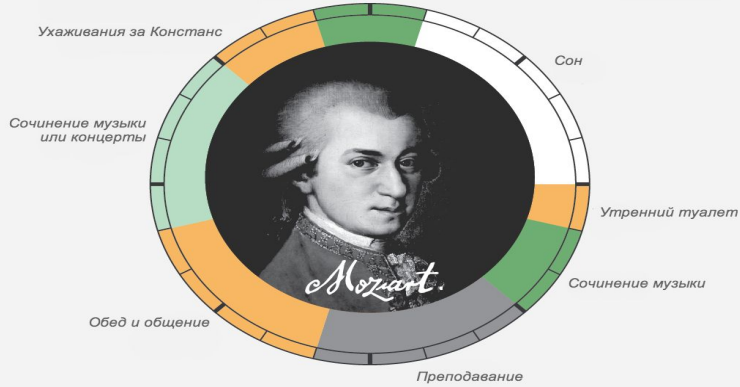 Ухаживания за Констанс
Сон
Сочинение музыки
или концерты
Утренний туалет
Сочинение музыки
Mozart.
Обед и общение
Преподавание